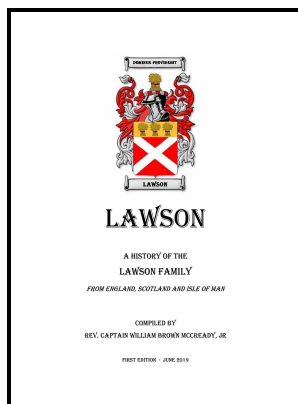 DOMINUS PROVIDEBIT
LAWSON
LAWSON
A HISTORY OF THE
LAWSON FAMILY
FROM ENGLAND, SCOTLAND AND ISLE OF MAN
COMPILED BY
REV. CAPTAIN WILLIAM BROWN MCCREADY, JR
FIRST EDITION - JUNE 2019